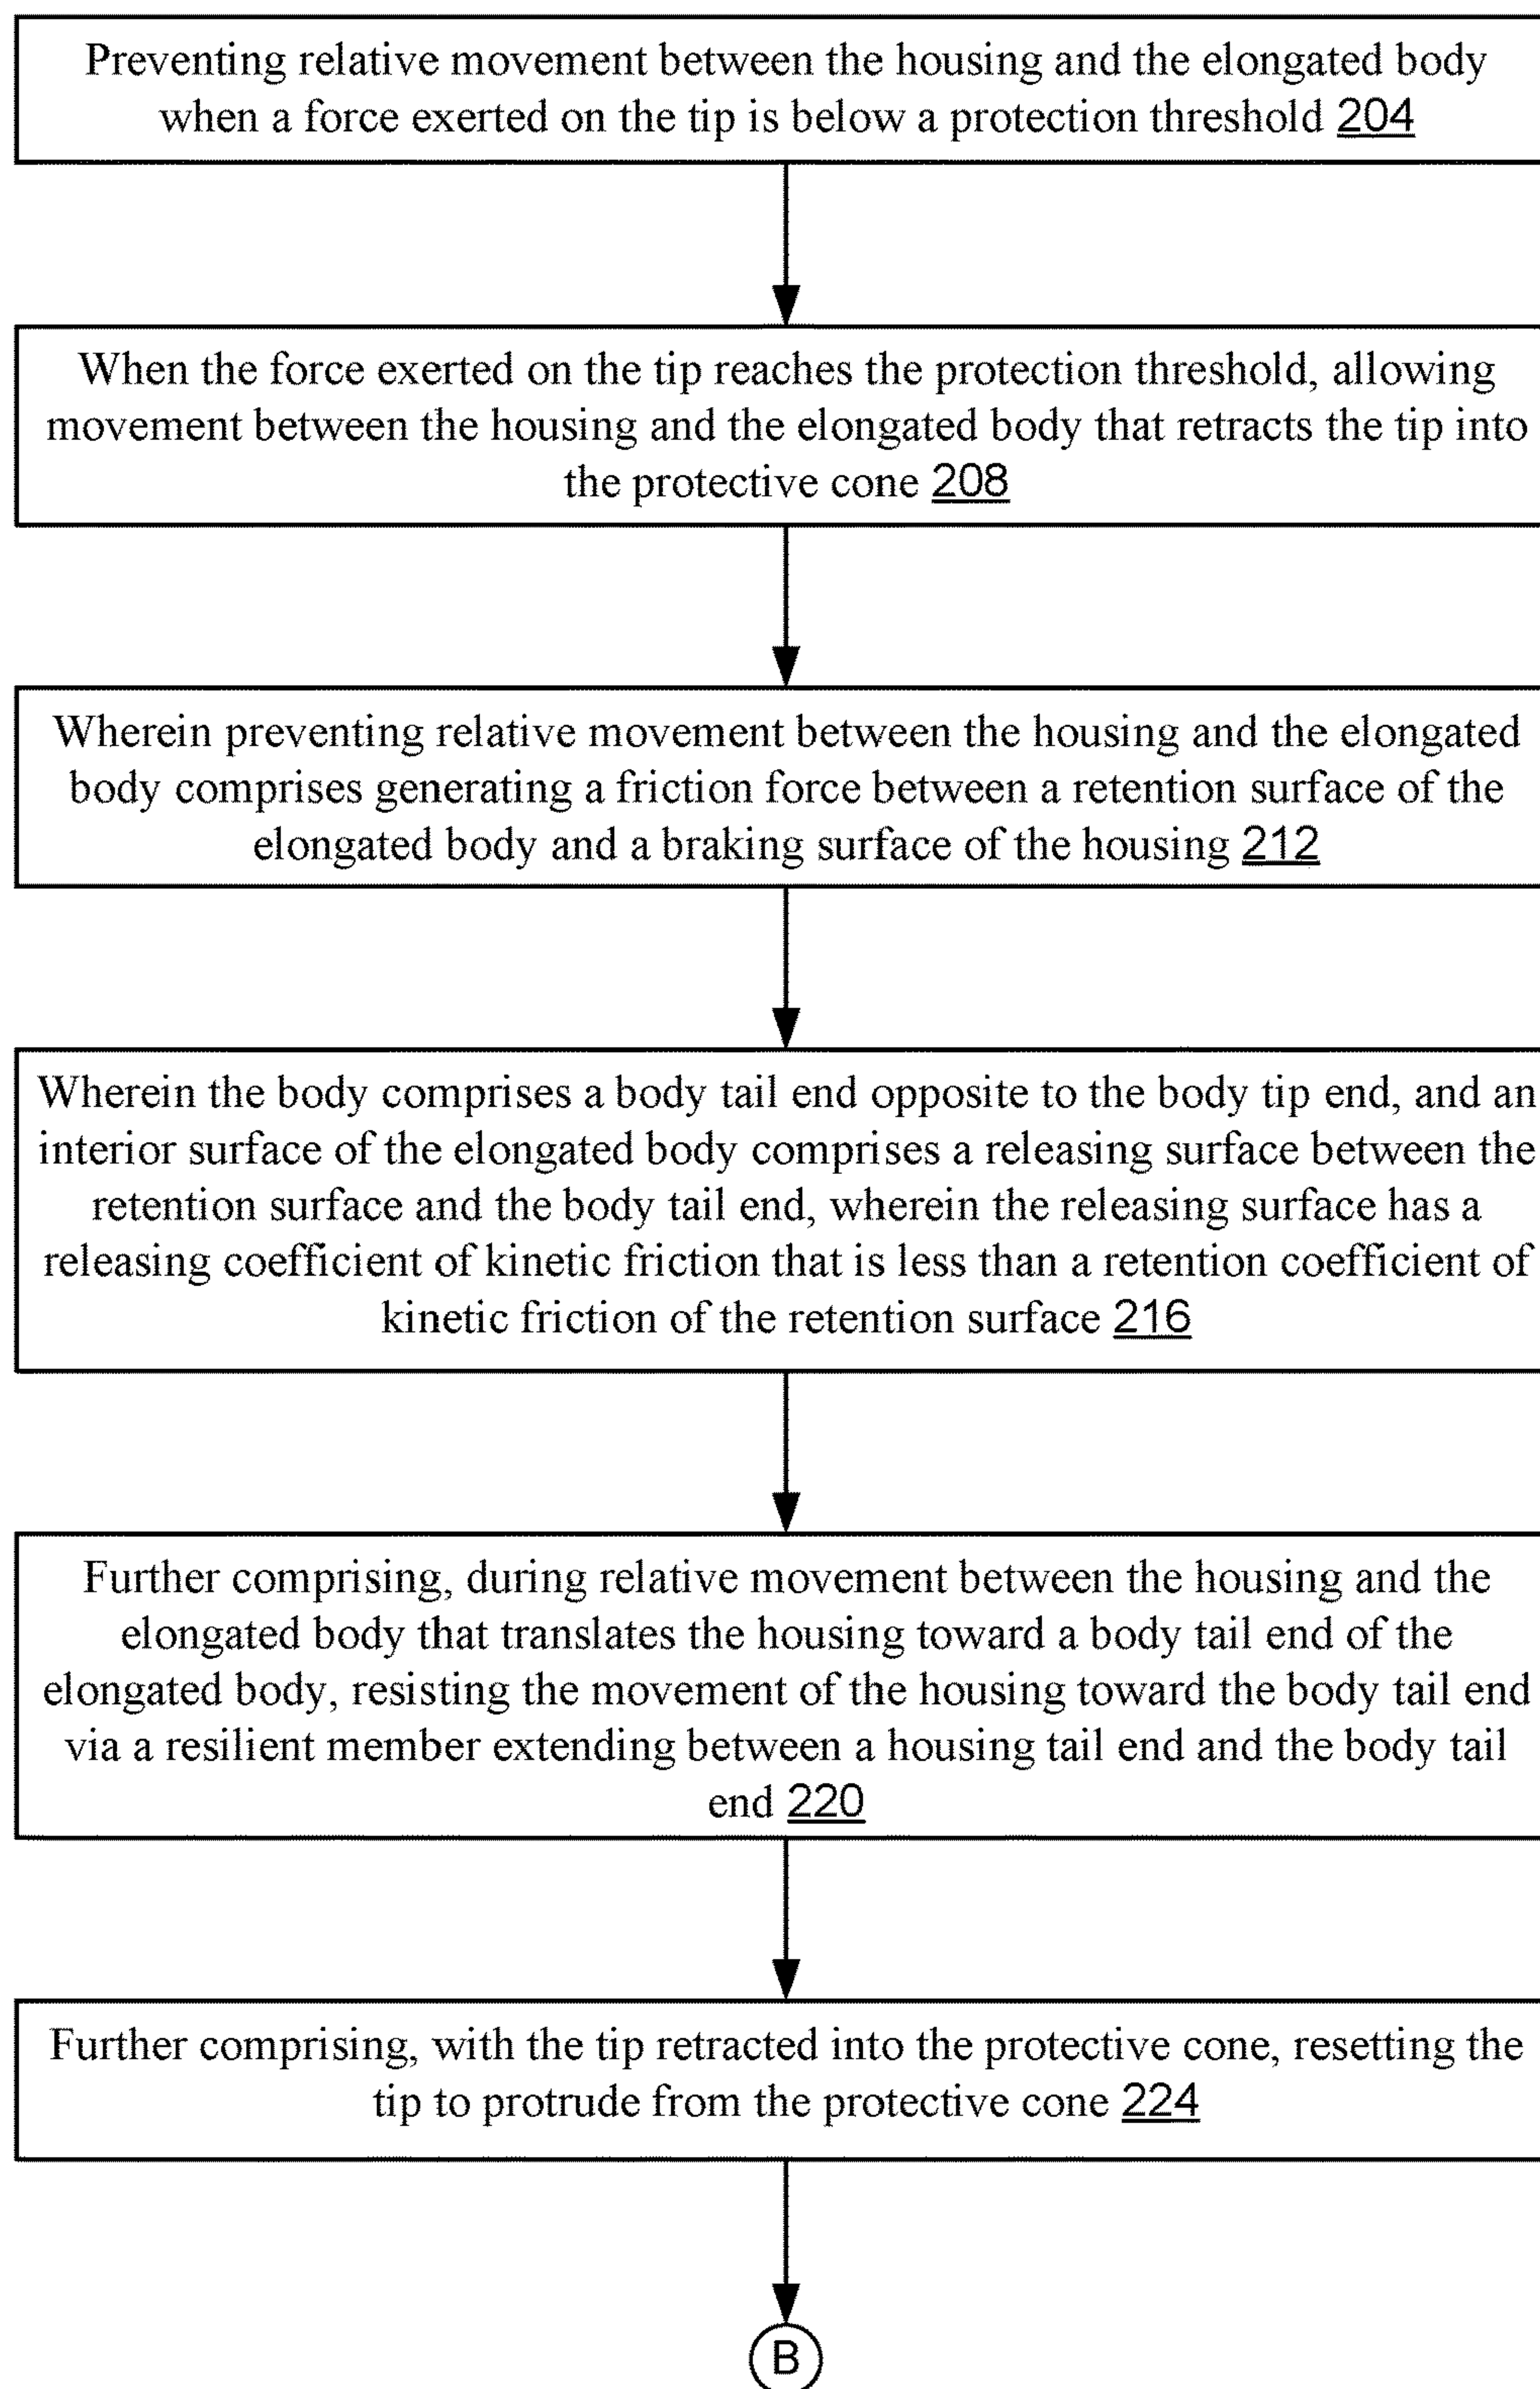 Preventing relative movement between the housing and the elongated body
when a force exerted on the tip is below a protection threshold 204
When the force exerted on the tip reaches the protection threshold, allowing
movement between the housing and the elongated body that retracts the tip into
the protective cone 208
Wherein preventing relative movement between the housing and the elongated
body comprises generating a friction force between a retention surface of the
elongated body and a braking surface of the housing 212
Wherein the body comprises a body tail end opposite to the body tip end, and an
interior surface of the elongated body comprises a releasing surface between the
retention surface and the body tail end, wherein the releasing surface has a
releasing coefficient of kinetic friction that is less than a retention coefficient of
kinetic friction of the retention surface 216
Further comprising, during relative movement between the housing and the
elongated body that translates the housing toward a body tail end of the
elongated body, resisting the movement of the housing toward the body tail end
via a resilient member extending between a housing tail end and the body tail
end 220
Further comprising, with the tip retracted into the protective cone, resetting the
tip to protrude from the protective cone 224
B